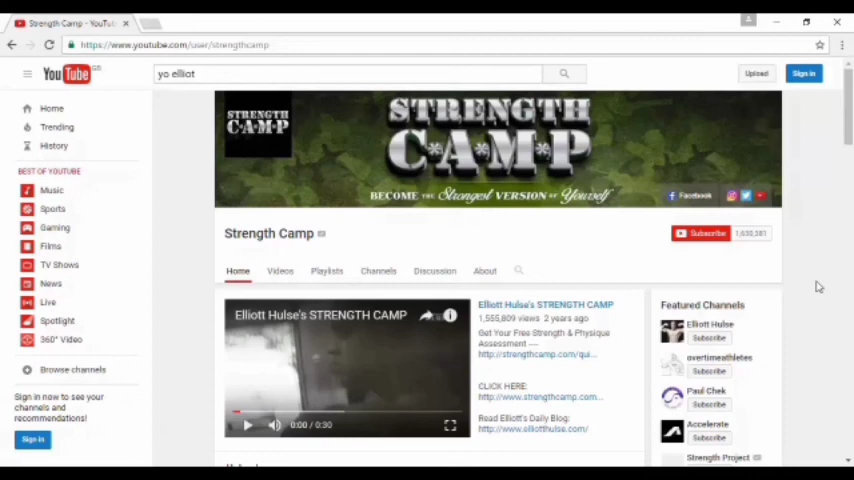 Strength Camp - YouTu
https://www.youtube.com/user/strengthcamp
YouTube GB
yo elliot
Upload
Sign in
Home
Trending
History
BEST OF YOUTUBE
Music
Sports
Gaming
Films
TV Shows
News
Live
Spotlight
360° Video
Browse channels
Sign in now to see your
channels and
recommendations!
Sign in
STRENGTH
C*A*M*P
STRENGTH
C*A*M*P
BECOME THE Strongest VERSION OF Yourself
Facebook
Strength Camp
Subscribe 1,630,381
Home Videos Playlists Channels Discussion About
Elliott Hulse's STRENGTH CAMP
0:00 / 0:30
Elliott Hulse's STRENGTH CAMP
1,555,809 views 2 years ago
Get Your Free Strength & Physique
Assessment ----
http://strengthcamp.com/qui...
CLICK HERE:
http://www.strengthcamp.com...
Read Elliott's Daily Blog:
http://www.elliotthulse.com/
Featured Channels
Elliott Hulse
Subscribe
overtimeathletes
Subscribe
Paul Chek
Subscribe
Accelerate
Subscribe
Strength Project